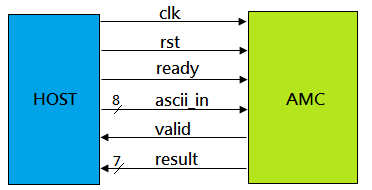 clk
rst
ready
HOST
8
ascii_in
AMC
valid
7
result